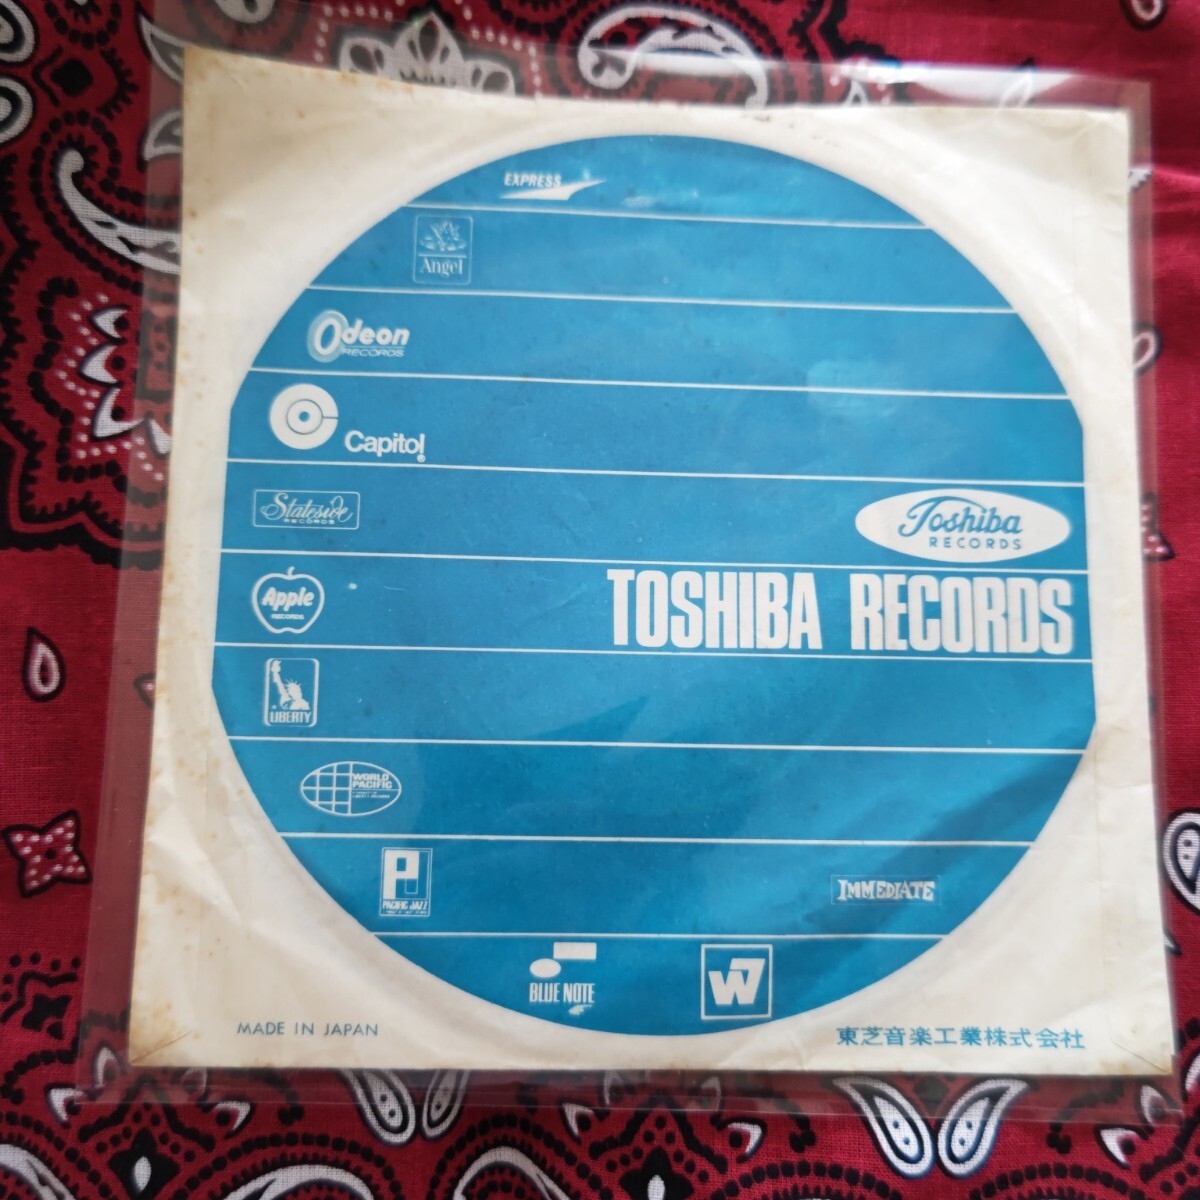 EXPRESS
Angel
Odeon
RECORDS
Capitol
®
Stateside
RECORDS
Toshiba
RECORDS
Apple
RECORDS
TOSHIBA RECORDS
LIBERTY
WORLD
PACIFIC
PJ
PACIFIC JAZZ
IMMEDIATE
BLUE NOTE
W7
MADE IN JAPAN
東芝音楽工業株式会社